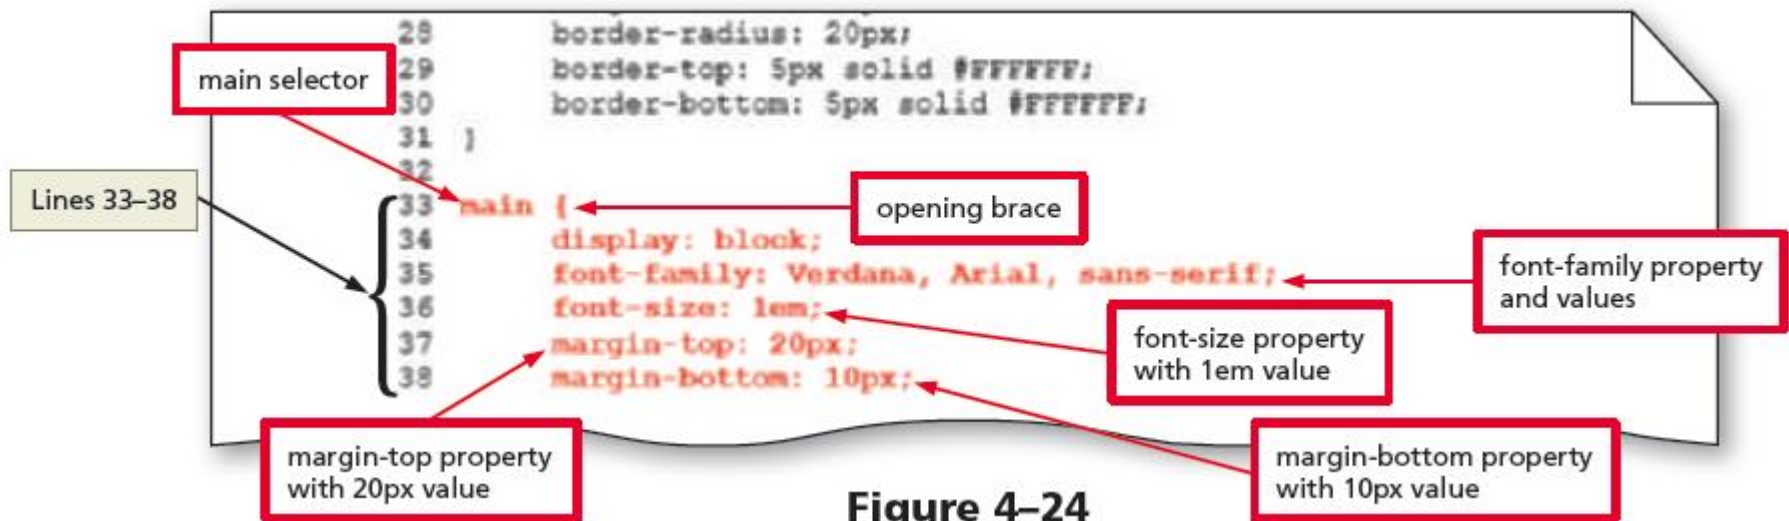 28 border-radius: 20px;
main selector
29 border-top: 5px solid #FFFFFF;
30 border-bottom: 5px solid #FFFFFF;
31 }
32
Lines 33–38
33 main {
opening brace
34 display: block;
35 font-family: Verdana, Arial, sans-serif;
font-family property
and values
36 font-size: 1em;
font-size property
with 1em value
37 margin-top: 20px;
38 margin-bottom: 10px;
margin-top property
with 20px value
margin-bottom property
with 10px value
Figure 4–24